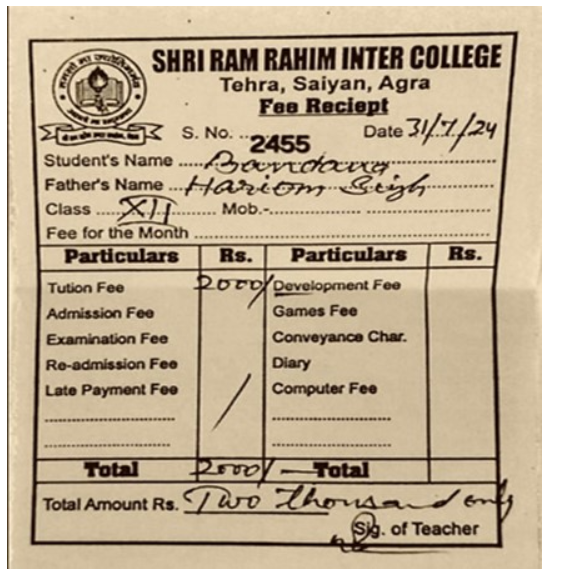 SHRI RAM RAHIM INTER COLLEGE
Tehra, Saiyan, Agra
Fee Reciept
S. No. .. 2455 Date 31/7/24
Student's Name ..... Bandana
Father's Name .. Hariom Singh
Class ..... XII ..... Mob.-..............
Fee for the Month ..............
Particulars Rs. Particulars Rs.
Tution Fee 2000/ Development Fee
Admission Fee Games Fee
Examination Fee Conveyance Char.
Re-admission Fee Diary
Late Payment Fee Computer Fee
Total 2000/ Total
Total Amount Rs. Two thousand only
Sig. of Teacher